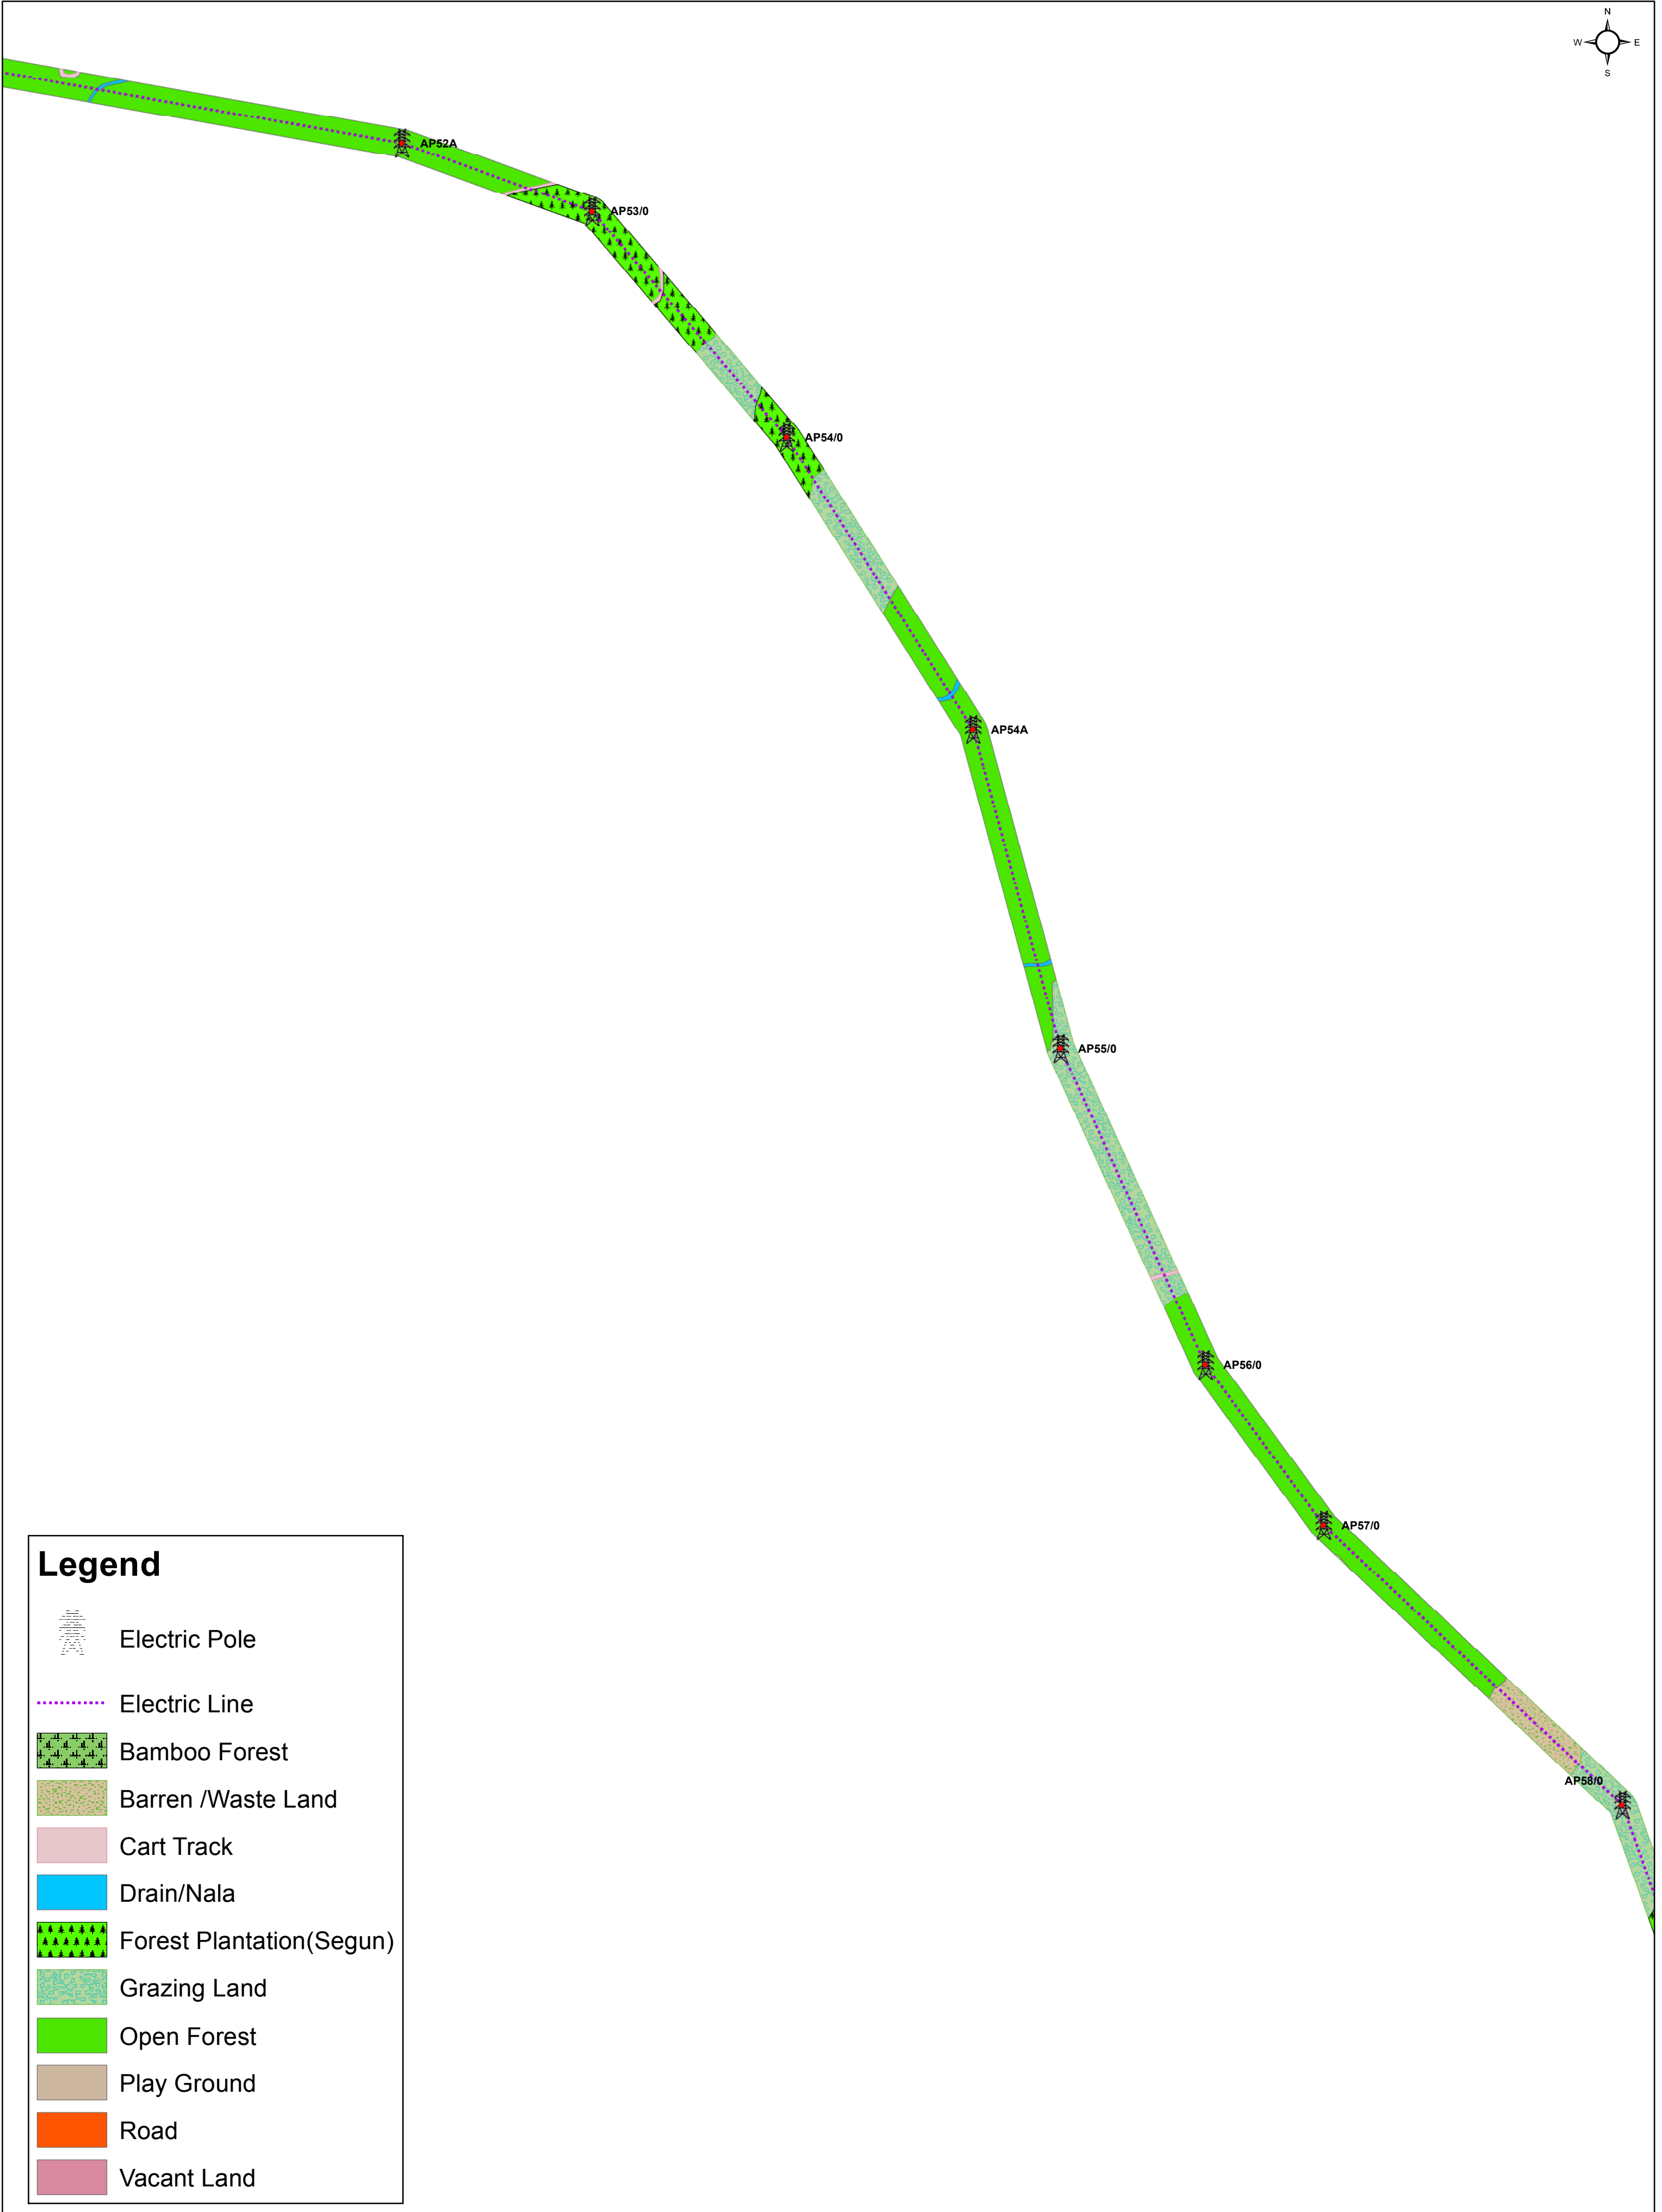 N
W E
S
AP52A
AP53/0
AP54/0
AP54A
AP55/0
AP56/0
AP57/0
AP58/0
Legend
Electric Pole
Electric Line
Bamboo Forest
Barren /Waste Land
Cart Track
Drain/Nala
Forest Plantation(Segun)
Grazing Land
Open Forest
Play Ground
Road
Vacant Land